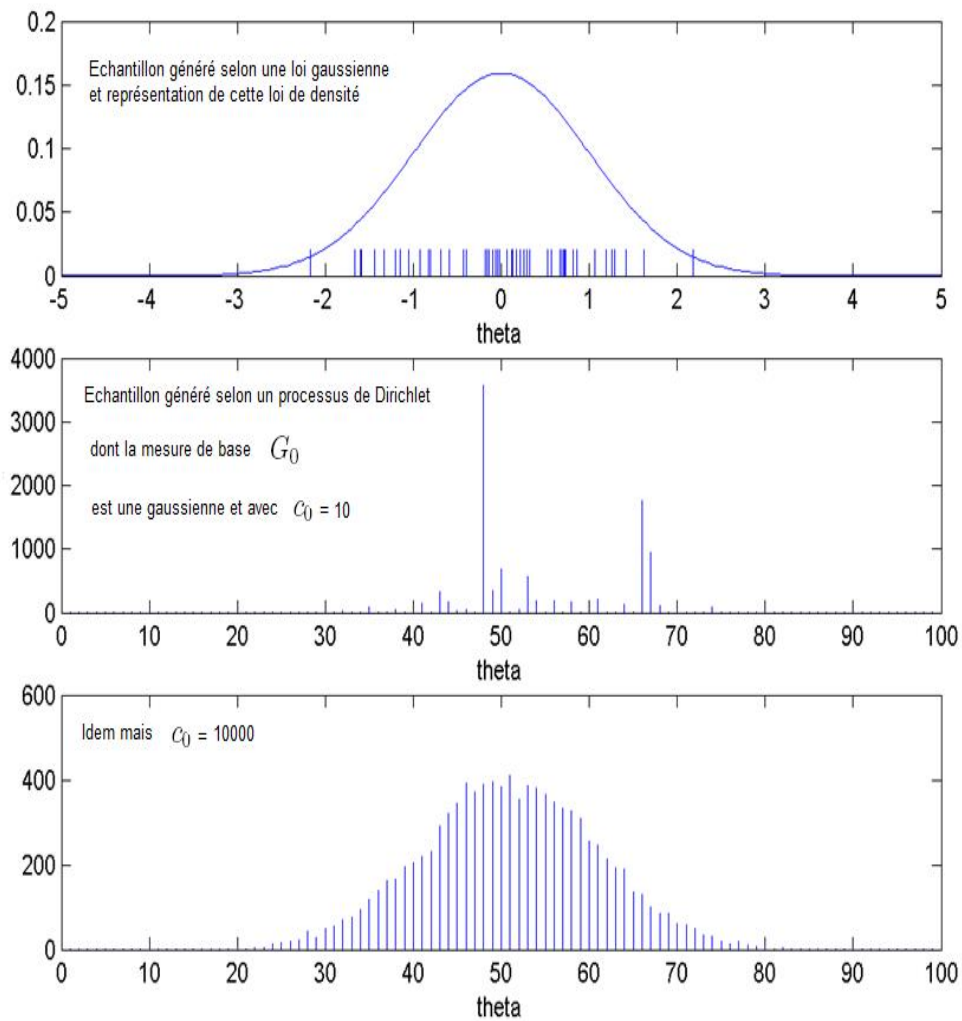 0.2
Echantillon généré selon une loi gaussienne
et représentation de cette loi de densité
0.15
0.1
0.05
0
-5 -4 -3 -2 -1 0 1 2 3 4 5
theta
4000
Echantillon généré selon un processus de Dirichlet
3000
dont la mesure de base G₀
2000
est une gaussienne et avec c₀ = 10
1000
0
0 10 20 30 40 50 60 70 80 90 100
theta
600
Idem mais c₀ = 10000
400
200
0
0 10 20 30 40 50 60 70 80 90 100
theta